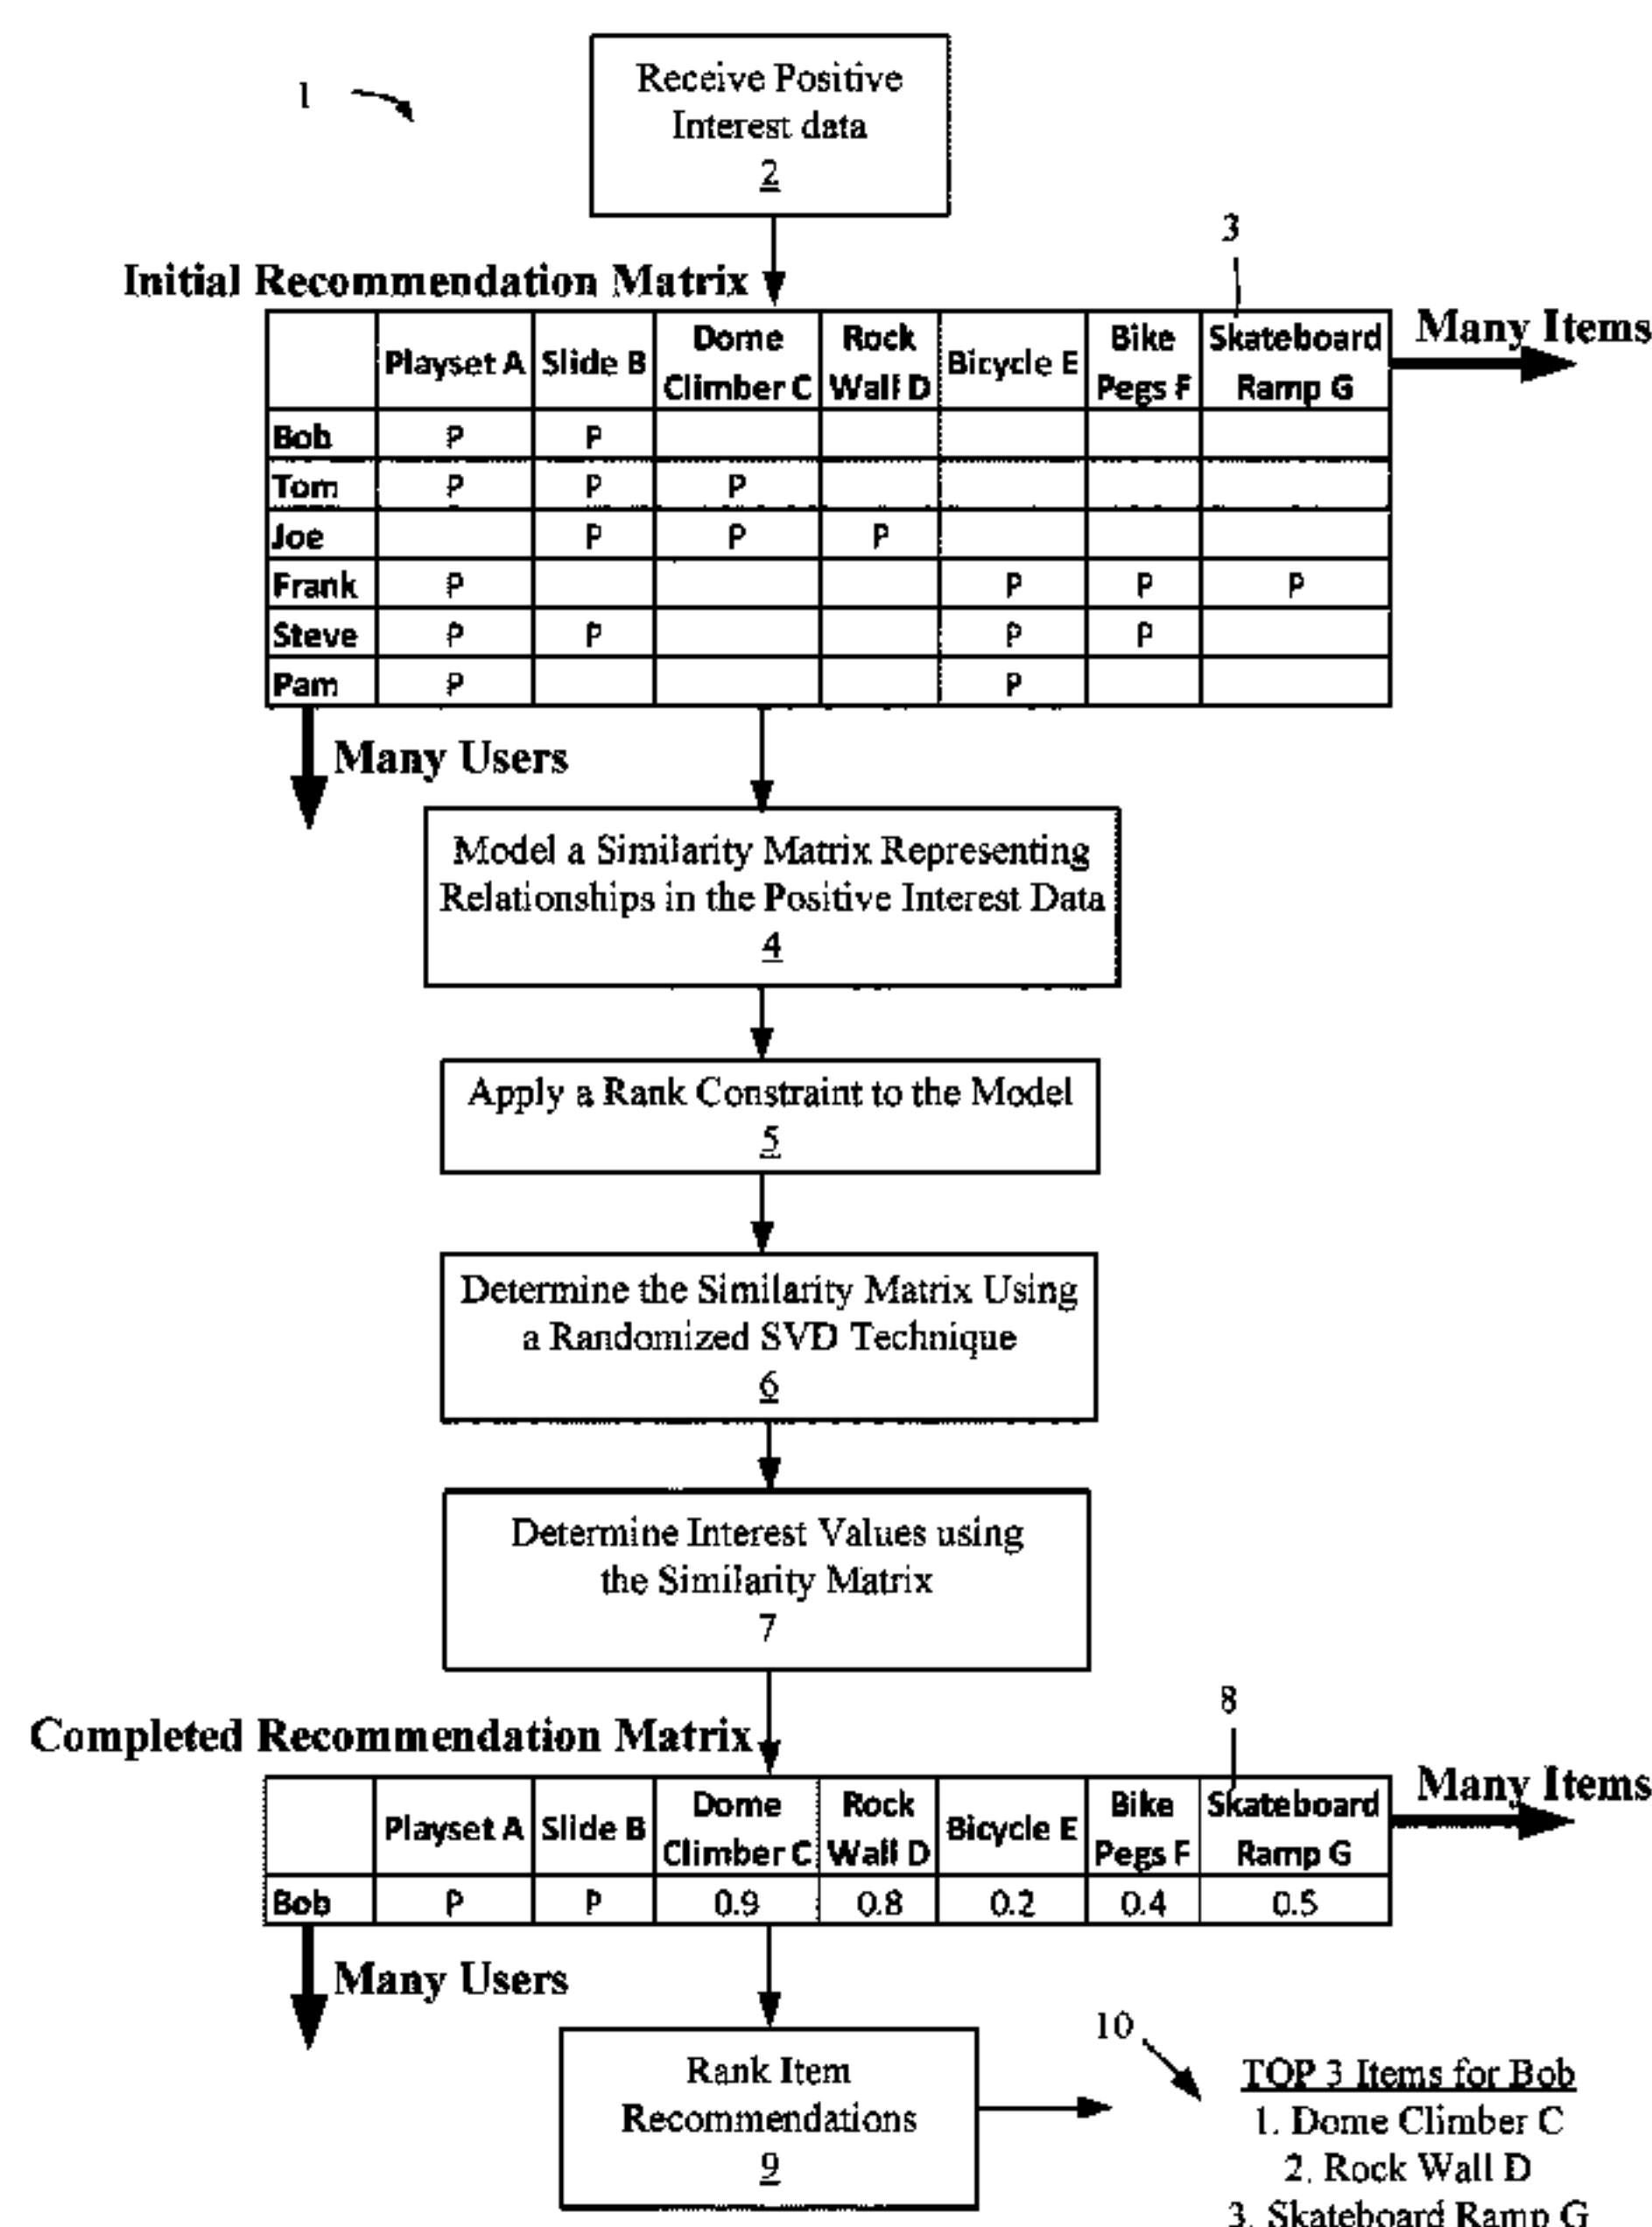 1
Receive Positive
Interest data
2
3
Initial Recommendation Matrix
Many Items
Playset A Slide B Dome Climber C Rock Wall D Bicycle E Bike Pegs F Skateboard Ramp G
Bob P P
Tom P P P
Joe P P P
Frank P P P P
Steve P P P P
Pam P P
Many Users
Model a Similarity Matrix Representing
Relationships in the Positive Interest Data
4
Apply a Rank Constraint to the Model
5
Determine the Similarity Matrix Using
a Randomized SVD Technique
6
Determine Interest Values using
the Similarity Matrix
7
8
Completed Recommendation Matrix
Many Items
Playset A Slide B Dome Climber C Rock Wall D Bicycle E Bike Pegs F Skateboard Ramp G
Bob P P 0.9 0.8 0.2 0.4 0.5
Many Users
Rank Item
Recommendations
9
10
TOP 3 Items for Bob
1. Dome Climber C
2. Rock Wall D
3. Skateboard Ramp G